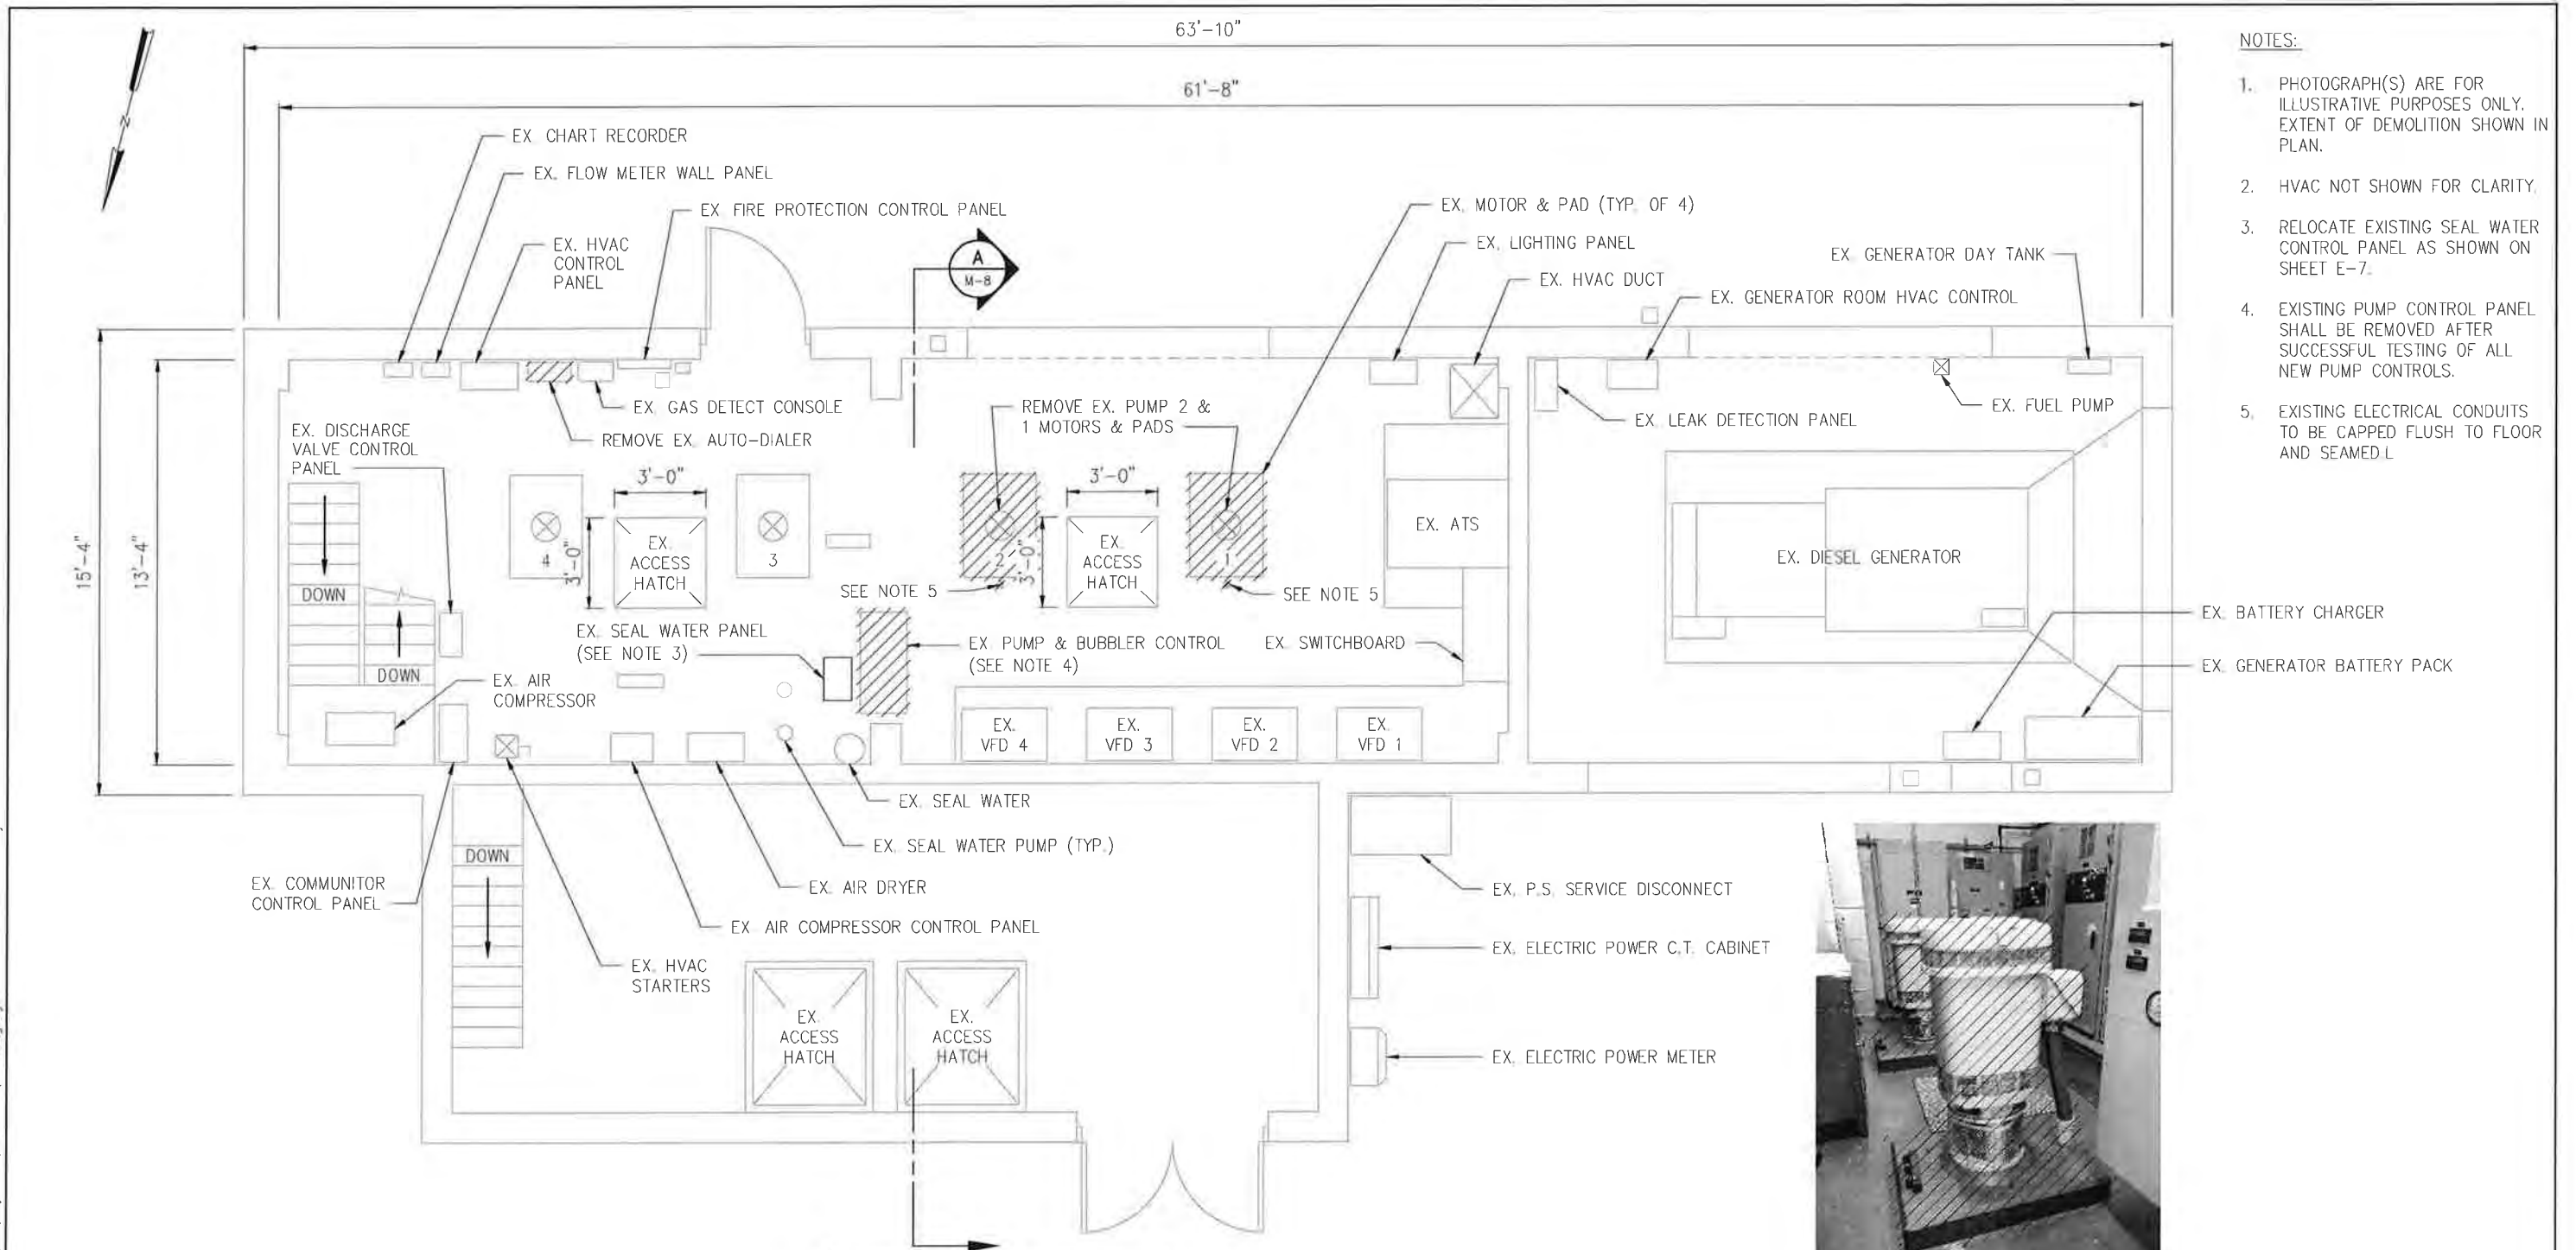 63'-10"
61'-8"
N
NOTES:
1. PHOTOGRAPH(S) ARE FOR
ILLUSTRATIVE PURPOSES ONLY.
EXTENT OF DEMOLITION SHOWN IN
PLAN.
2. HVAC NOT SHOWN FOR CLARITY.
3. RELOCATE EXISTING SEAL WATER
CONTROL PANEL AS SHOWN ON
SHEET E-7.
4. EXISTING PUMP CONTROL PANEL
SHALL BE REMOVED AFTER
SUCCESSFUL TESTING OF ALL
NEW PUMP CONTROLS.
5. EXISTING ELECTRICAL CONDUITS
TO BE CAPPED FLUSH TO FLOOR
AND SEAMED.L
EX. CHART RECORDER
EX. FLOW METER WALL PANEL
EX. FIRE PROTECTION CONTROL PANEL
EX. HVAC
CONTROL
PANEL
A
M-8
EX. MOTOR & PAD (TYP. OF 4)
EX. LIGHTING PANEL
EX. HVAC DUCT
EX. GENERATOR DAY TANK
EX. GENERATOR ROOM HVAC CONTROL
15'-4"
13'-4"
EX. GAS DETECT CONSOLE
REMOVE EX. AUTO-DIALER
REMOVE EX. PUMP 2 &
1 MOTORS & PADS
EX. LEAK DETECTION PANEL
EX. FUEL PUMP
EX. DISCHARGE
VALVE CONTROL
PANEL
3'-0"
3'-0"
4
3'-0"
EX.
ACCESS
HATCH
3
2
3'-0"
EX.
ACCESS
HATCH
1
EX. ATS
EX. DIESEL GENERATOR
DOWN
SEE NOTE 5
SEE NOTE 5
EX. SEAL WATER PANEL
(SEE NOTE 3)
EX. PUMP & BUBBLER CONTROL
(SEE NOTE 4)
EX. SWITCHBOARD
EX. BATTERY CHARGER
EX. GENERATOR BATTERY PACK
DOWN
EX. AIR
COMPRESSOR
EX.
VFD 4
EX.
VFD 3
EX.
VFD 2
EX.
VFD 1
EX. SEAL WATER
EX. SEAL WATER PUMP (TYP.)
DOWN
EX. COMMUNITOR
CONTROL PANEL
EX. AIR DRYER
EX. P.S. SERVICE DISCONNECT
EX. AIR COMPRESSOR CONTROL PANEL
EX. ELECTRIC POWER C.T. CABINET
EX. HVAC
STARTERS
EX.
ACCESS
HATCH
EX.
ACCESS
HATCH
EX. ELECTRIC POWER METER